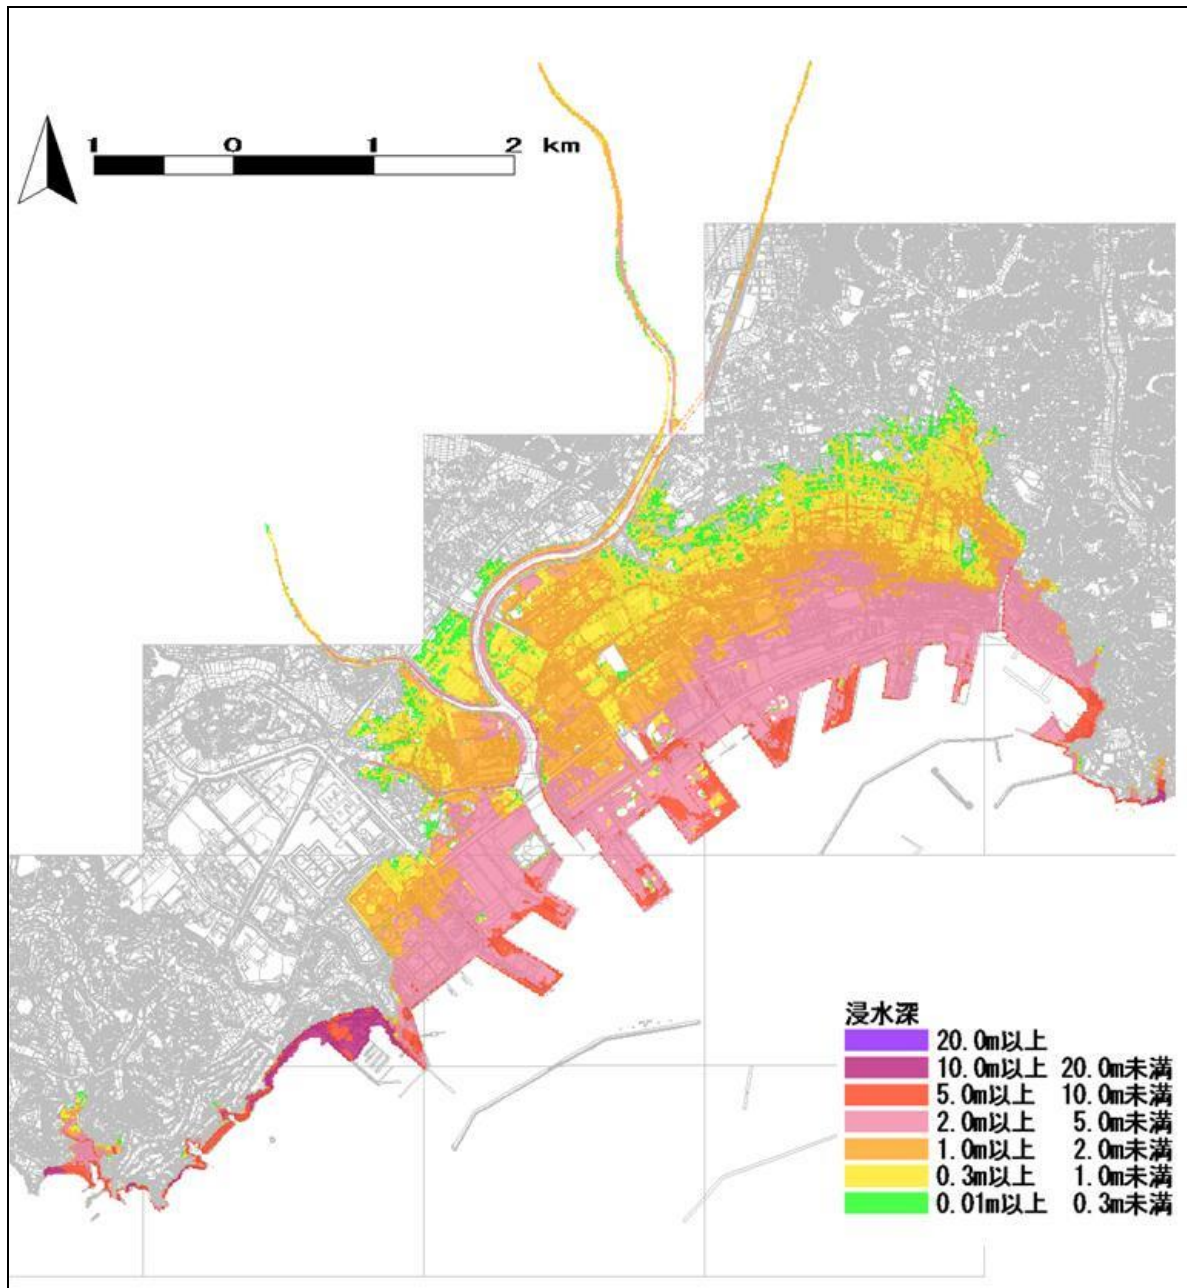 1 0 1 2 km
浸水深
20.0m以上
10.0m以上 20.0m未満
5.0m以上 10.0m未満
2.0m以上 5.0m未満
1.0m以上 2.0m未満
0.3m以上 1.0m未満
0.01m以上 0.3m未満